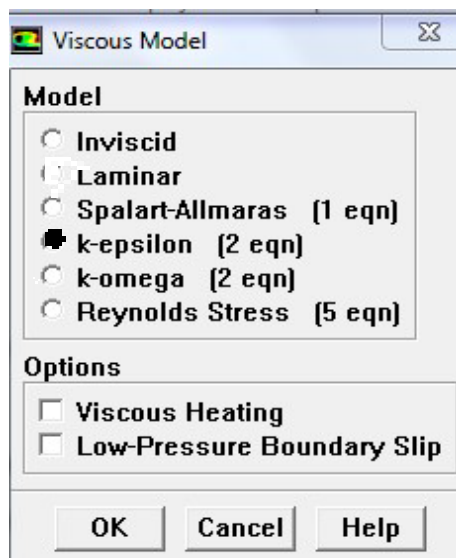 Viscous Model
Model
Inviscid
Laminar
Spalart-Allmaras (1 eqn)
k-epsilon (2 eqn)
k-omega (2 eqn)
Reynolds Stress (5 eqn)
Options
Viscous Heating
Low-Pressure Boundary Slip
OK Cancel Help